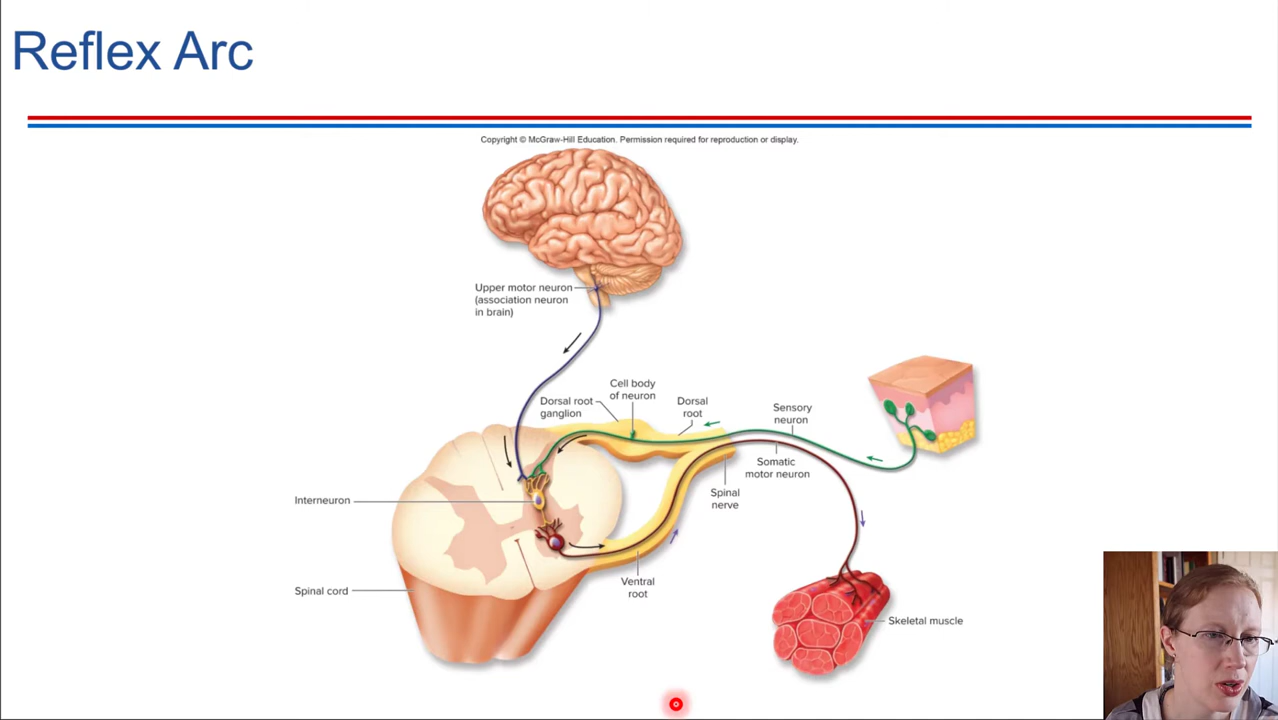 Reflex Arc
Copyright © McGraw-Hill Education. Permission required for reproduction or display.
Upper motor neuron
(association neuron
in brain)
Cell body
of neuron
Dorsal root
ganglion
Dorsal
root
Sensory
neuron
Somatic
motor neuron
Spinal
nerve
Interneuron
Ventral
root
Spinal cord
Skeletal muscle